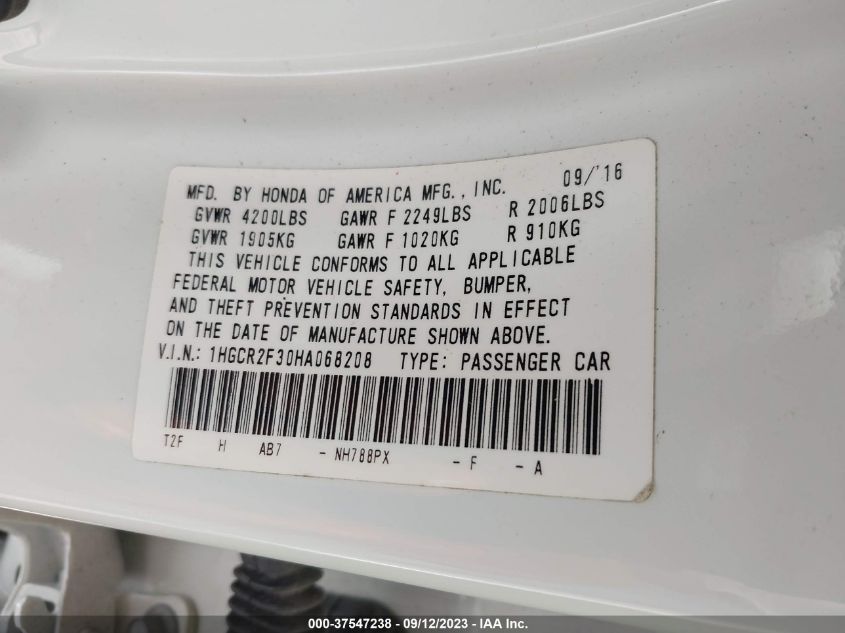 MFD. BY HONDA OF AMERICA MFG., INC. 09/'16
GVWR 4200LBS GAWR F 2249LBS R 2006LBS
GVWR 1905KG GAWR F 1020KG R 910KG
THIS VEHICLE CONFORMS TO ALL APPLICABLE
FEDERAL MOTOR VEHICLE SAFETY, BUMPER,
AND THEFT PREVENTION STANDARDS IN EFFECT
ON THE DATE OF MANUFACTURE SHOWN ABOVE.
V.I.N.: 1HGCR2F30HA068208 TYPE: PASSENGER CAR
T2F H AB7 - NH788PX - F - A
000-37547238 - 09/12/2023 - IAA Inc.